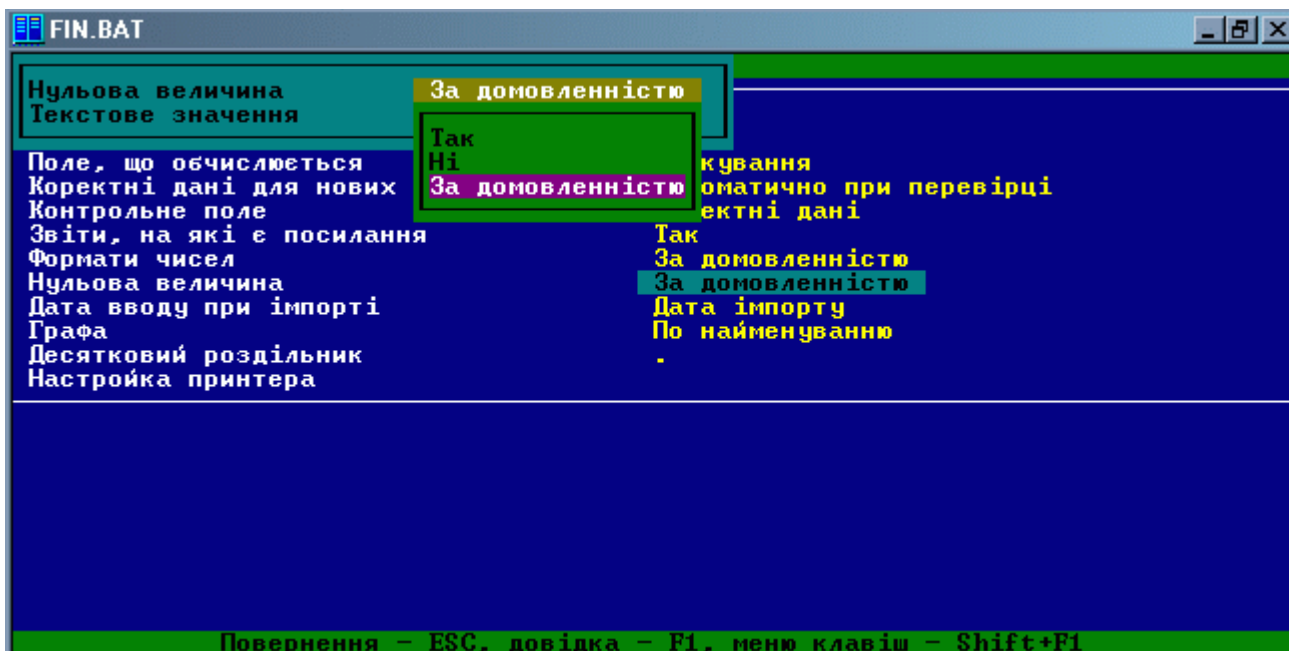 FIN.BAT
Нульова величина За домовленністю
Текстове значення
Так
Ні
За домовленністю
Поле, що обчислюється кування
Коректні дані для нових оматично при перевірці
Контрольне поле ектні дані
Звіти, на які є посилання Так
Формати чисел За домовленністю
Нульова величина За домовленністю
Дата вводу при імпорті Дата імпорту
Графа По найменуванню
Десятковий роздільник .
Настройка принтера
Повернення - ESC, довідка - F1, меню клавіш - Shift+F1